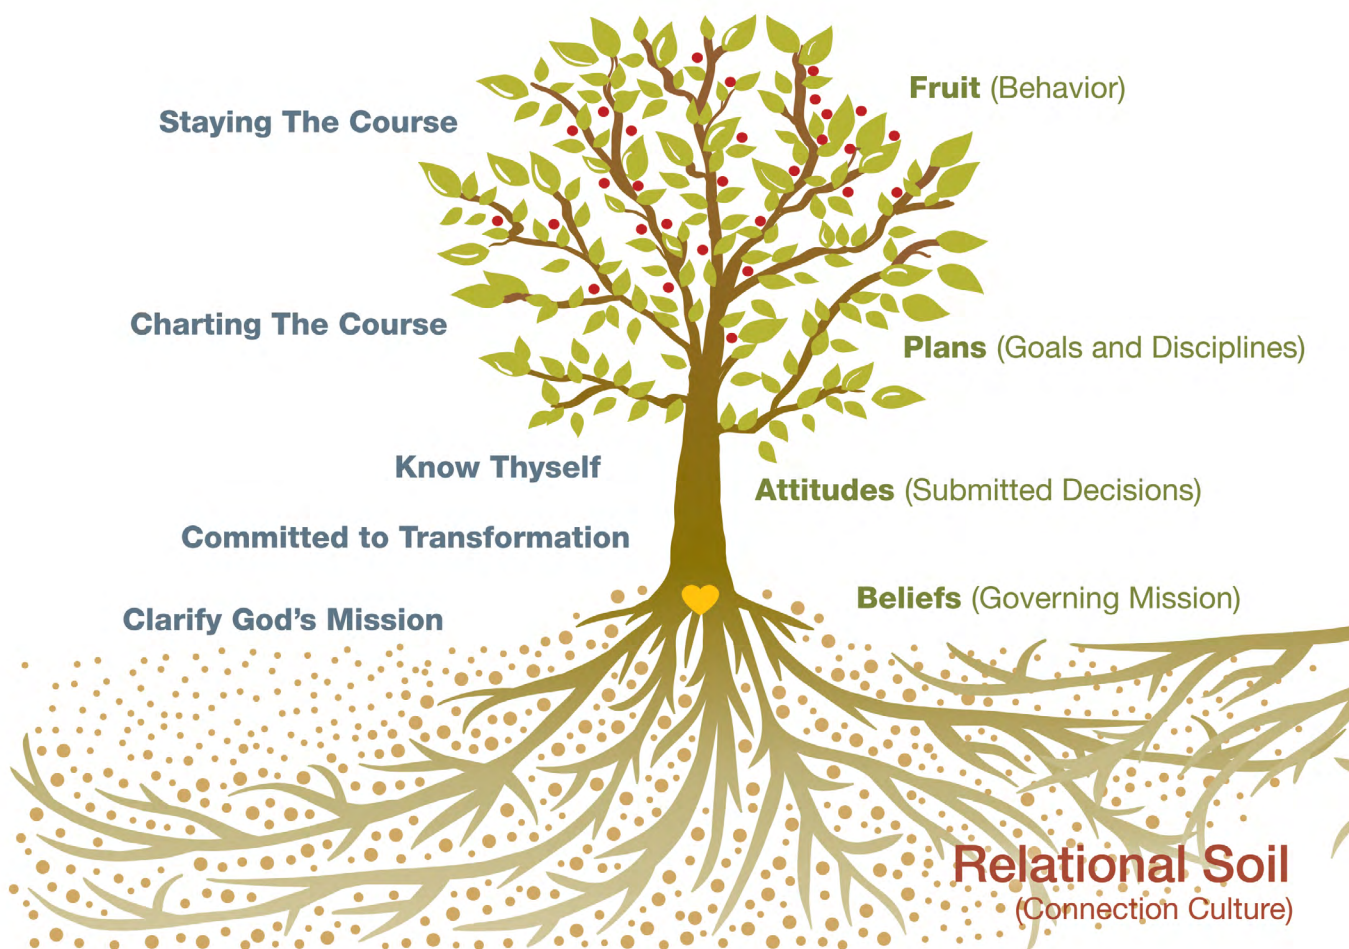 Fruit (Behavior)
Staying The Course
Charting The Course
Plans (Goals and Disciplines)
Know Thyself
Attitudes (Submitted Decisions)
Committed to Transformation
Beliefs (Governing Mission)
Clarify God’s Mission
Relational Soil
(Connection Culture)